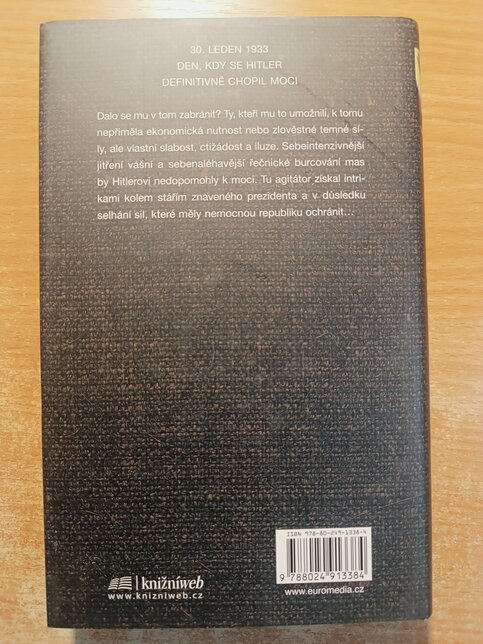 30. LEDEN 1933
DEN, KDY SE HITLER
DEFINITIVNĚ CHOPIL MOCI
Dalo se mu v tom zabránit? Ty, kteří mu to umožnili, k tomu
nepřiměla ekonomická nutnost nebo zlověstné temné sí-
ly, ale vlastní slabost, ctižádost a iluze. Sebeintenzivnější
jitření vášní a sebenaléhavější řečnické burcování mas
by Hitlerovi nedopomohly k moci. Tu agitátor získal intri-
kami kolem stářím znaveného prezidenta a v důsledku
selhání sil, které měly nemocnou republiku ochránit...
ISBN 978-80-249-1338-4
9 788024 913384
knižníweb
www.knizniweb.cz
www.euromedia.cz